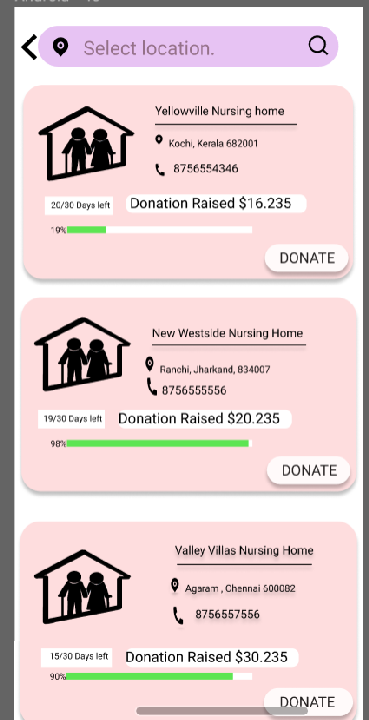 Select location.
Yellowville Nursing home
Kochi, Kerala 682001
8756554346
20/30 Days left
Donation Raised $16.235
19%
DONATE
New Westside Nursing Home
Ranchi, Jharkand, 834007
8756555556
19/30 Days left
Donation Raised $20.235
98%
DONATE
Valley Villas Nursing Home
Agaram , Chennai 600082
8756557556
15/30 Days left
Donation Raised $30.235
90%
DONATE